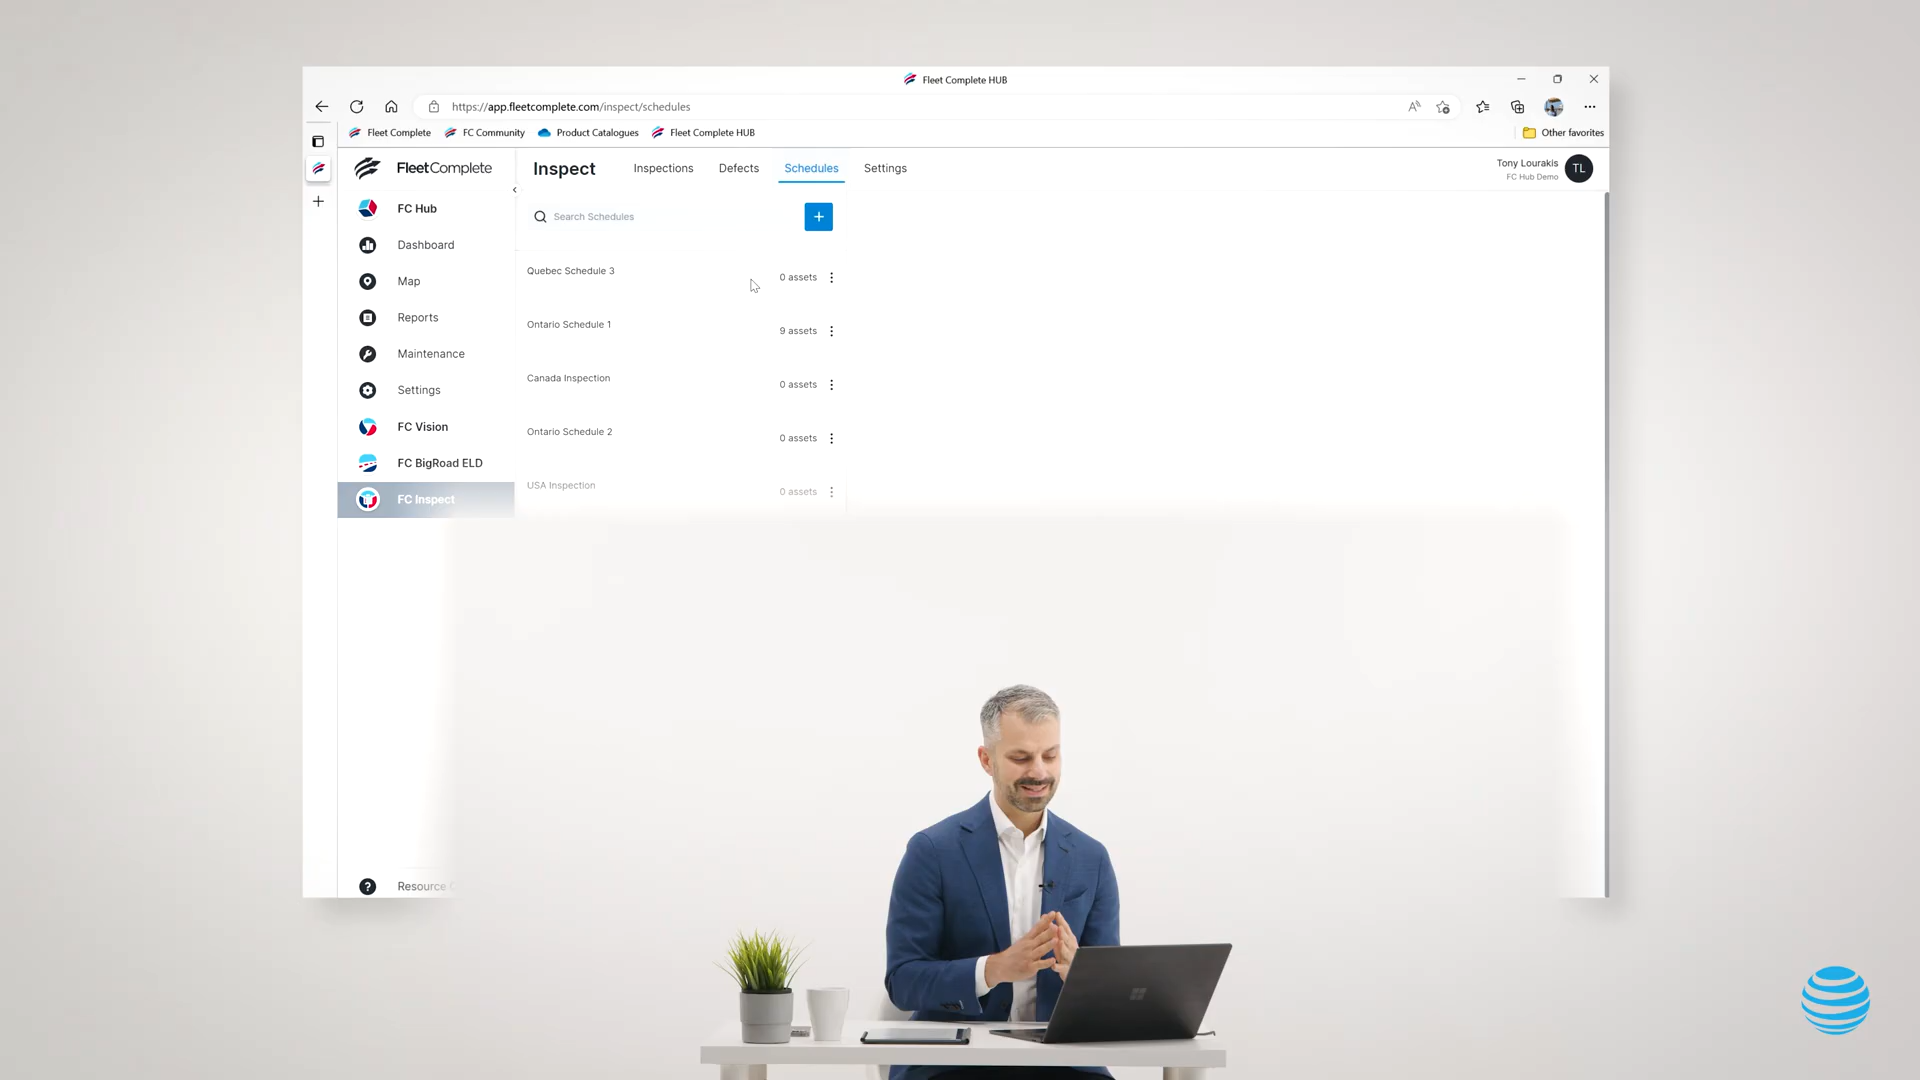 Fleet Complete HUB
https://app.fleetcomplete.com/inspect/schedules
Fleet Complete FC Community Product Catalogues Fleet Complete HUB Other favorites
FleetComplete
Inspect Inspections Defects Schedules Settings
Tony Lourakis
FC Hub Demo
TL
FC Hub
Dashboard
Map
Reports
Maintenance
Settings
FC Vision
FC BigRoad ELD
FC Inspect
Resource
Search Schedules
+
Quebec Schedule 3 0 assets
Ontario Schedule 1 9 assets
Canada Inspection 0 assets
Ontario Schedule 2 0 assets
USA Inspection 0 assets